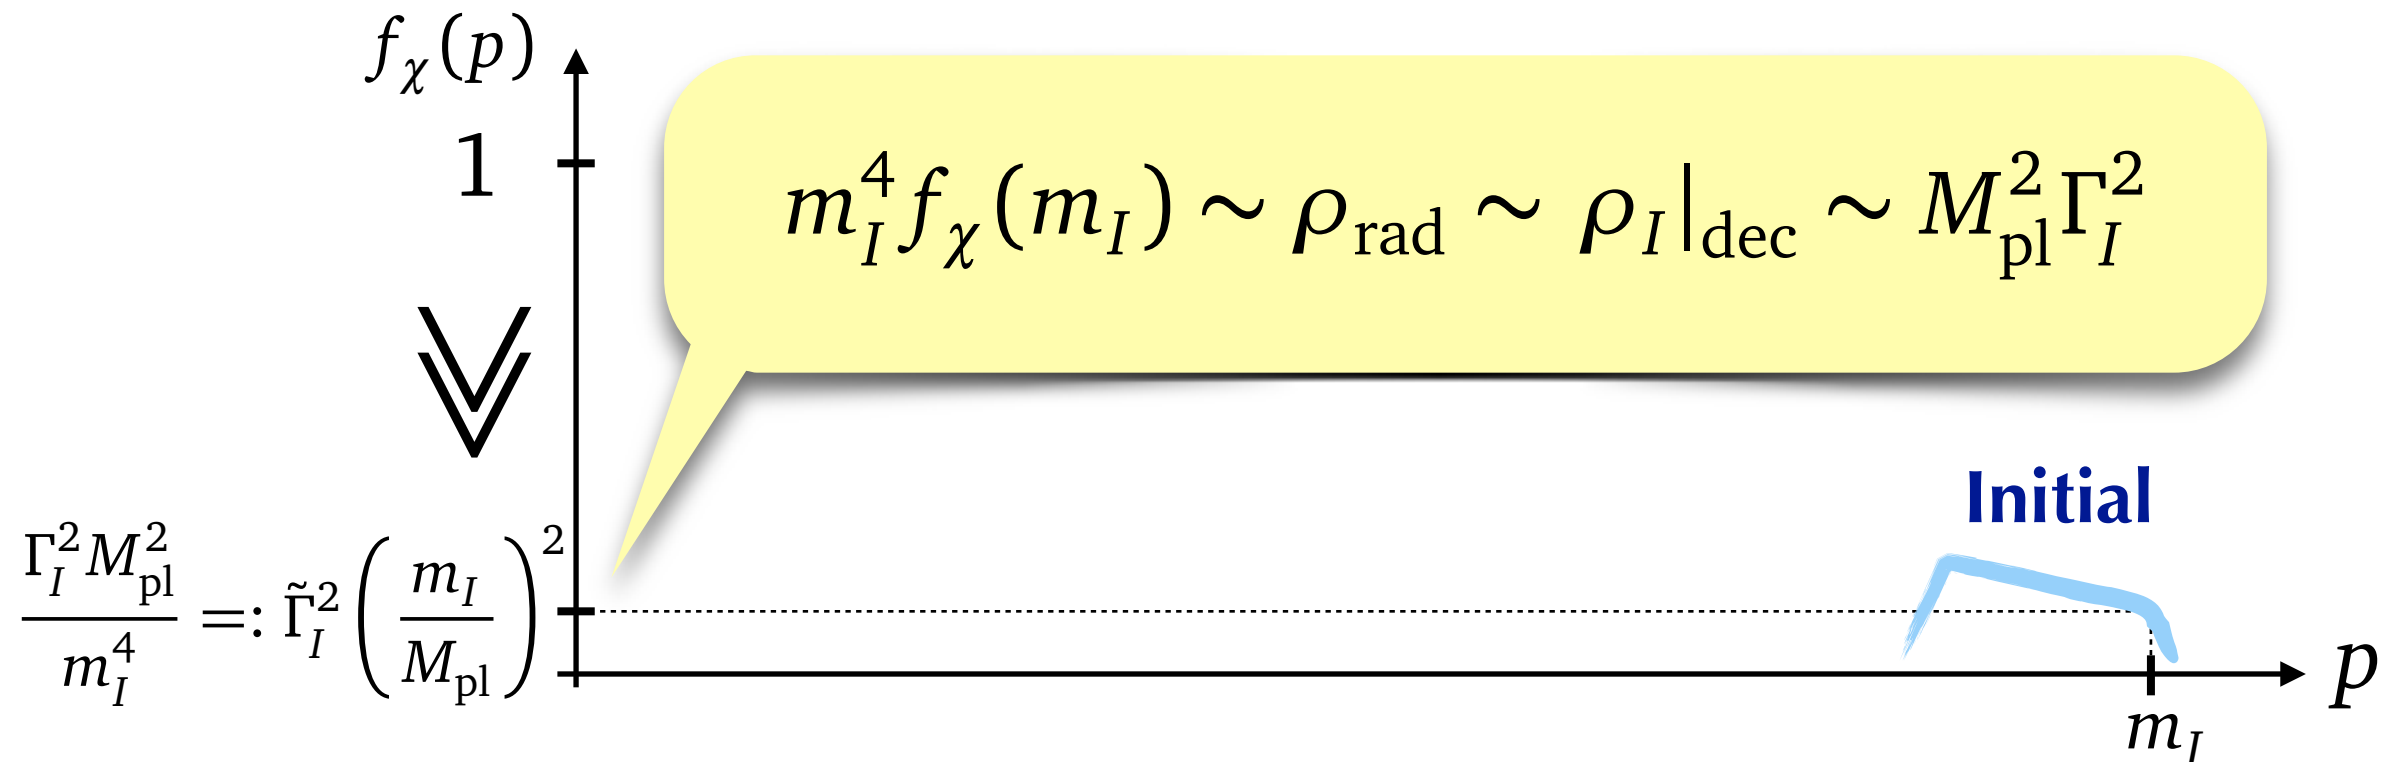 f_χ(p)
1
m_I^4 f_χ(m_I) ∼ ρ_rad ∼ ρ_I|_dec ∼ M_pl^2 Γ_I^2
≫
Initial
Γ_I^2 M_pl^2 / m_I^4 =: Γ̃_I^2 (m_I / M_pl)^2
p
m_I